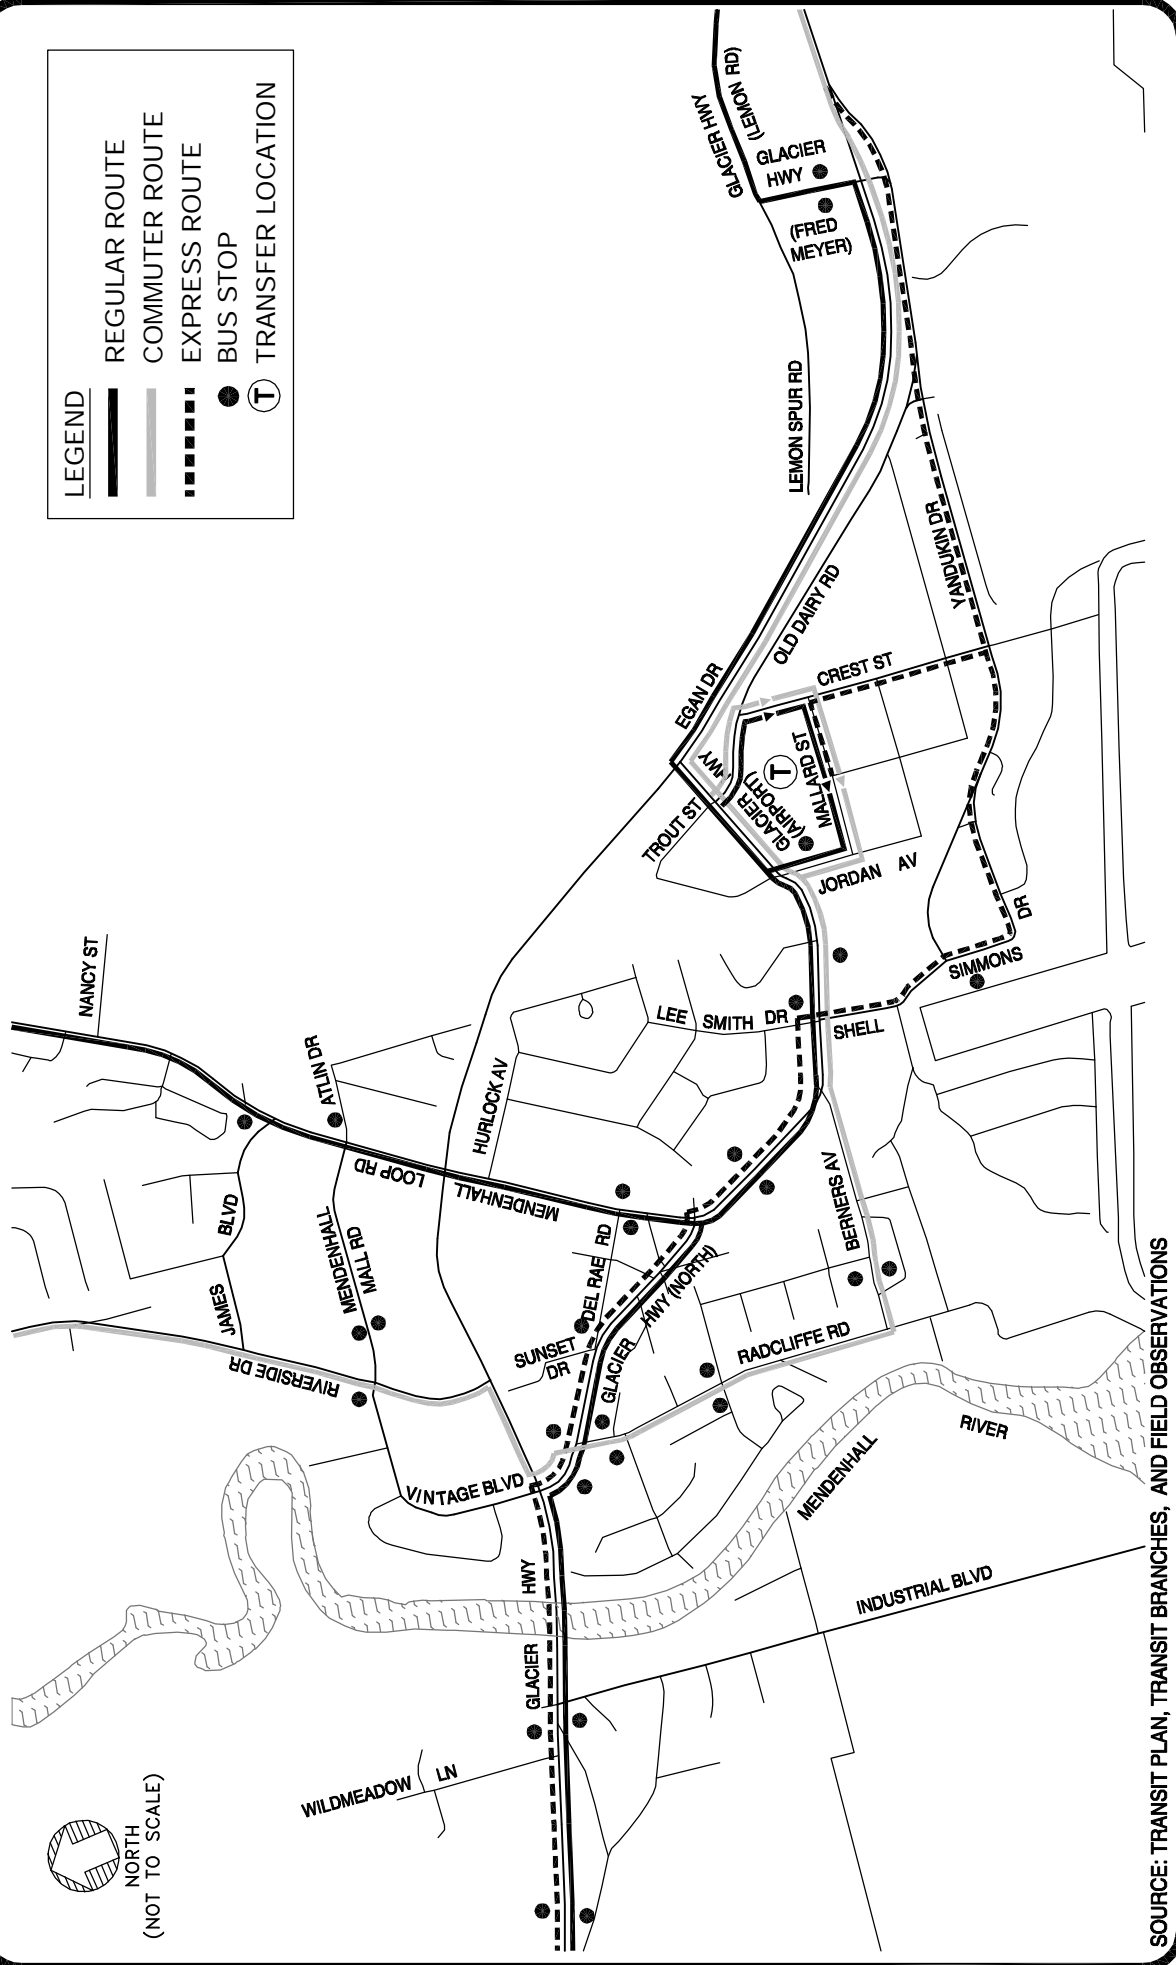 LEGEND
REGULAR ROUTE
COMMUTER ROUTE
EXPRESS ROUTE
BUS STOP
T TRANSFER LOCATION
NORTH
(NOT TO SCALE)
NANCY ST
ATLIN DR
JAMES
BLVD
RIVERSIDE DR
MENDENHALL
MALL RD
MENDENHALL
LOOP RD
HURLOCK AV
VINTAGE BLVD
WILDMEADOW
LN
GLACIER
HWY
SUNSET
DR
DEL RAE RD
GLACIER
HWY (NORTH)
LEE SMITH DR
TROUT ST
EGAN DR
GLACIER HWY
(LEMON RD)
GLACIER
HWY
(FRED
MEYER)
LEMON SPUR RD
OLD DAIRY RD
GLACIER
HWY
(AIRPORT)
T
MALLARD ST
CREST ST
YANDUKIN DR
JORDAN AV
SHELL
SIMMONS
DR
BERNERS AV
RADCLIFFE RD
MENDENHALL
RIVER
INDUSTRIAL BLVD
SOURCE: TRANSIT PLAN, TRANSIT BRANCHES, AND FIELD OBSERVATIONS